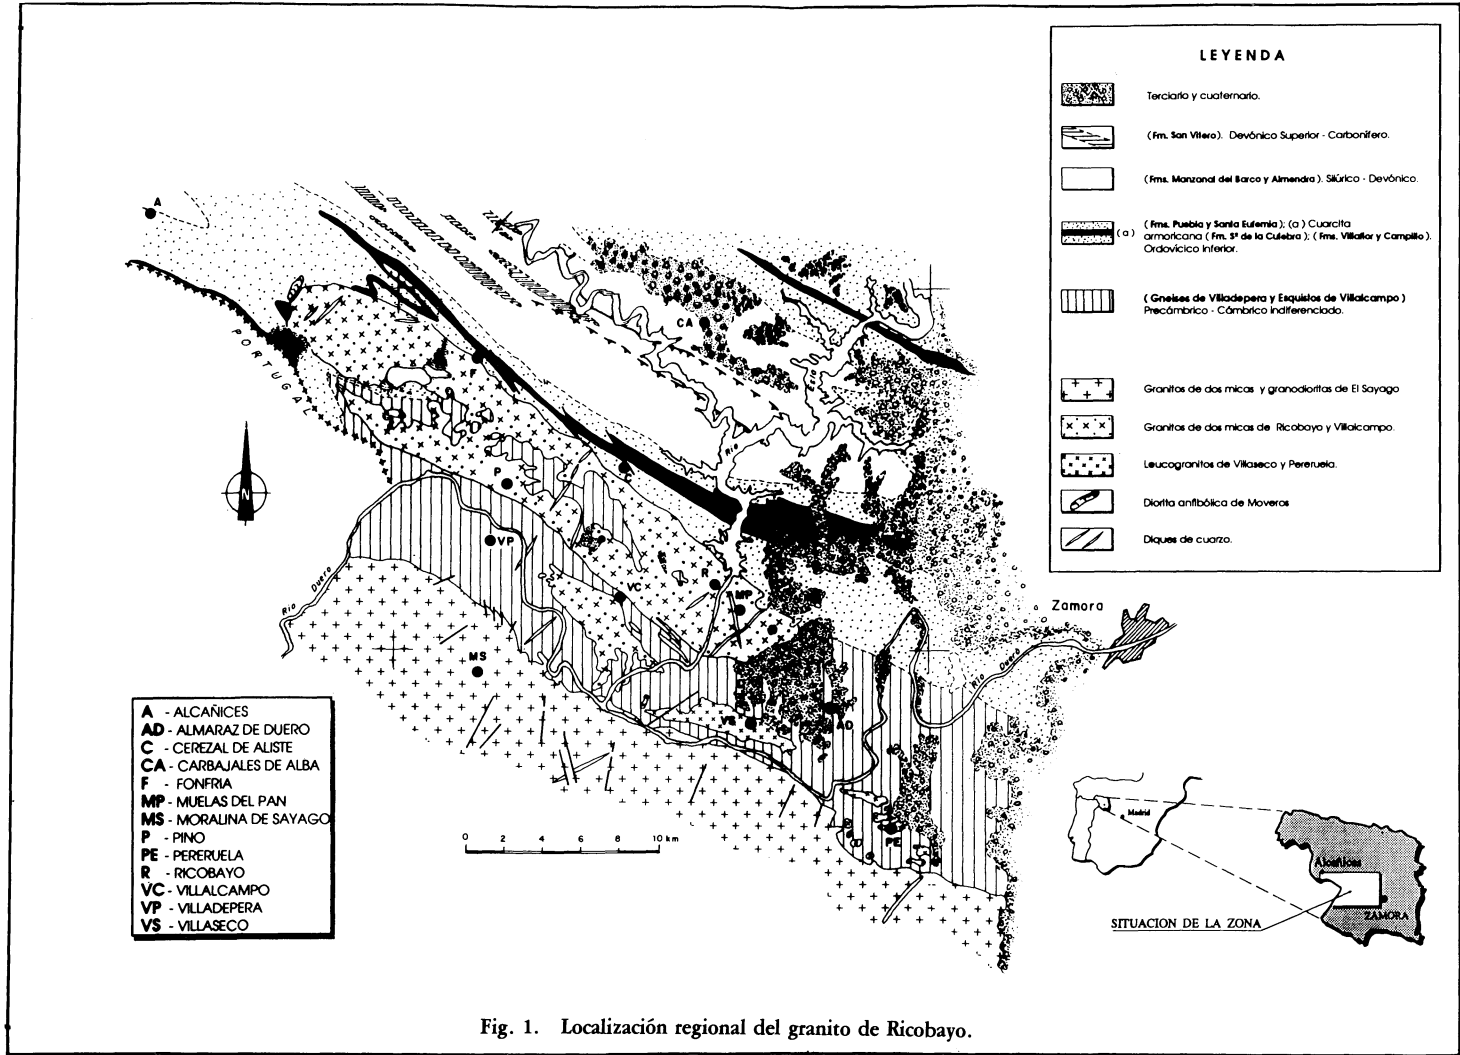 LEYENDA
Terciario y cuaternario.
(Fm. San Vitero). Devónico Superior - Carbonífero.
(Fms. Manzanal del Barco y Almendra). Silúrico - Devónico.
(a)
(Fms. Puebla y Santa Eufemia); (a) Cuarcita
armoricana (Fm. Sª de la Culebra); (Fms. Villaflor y Campillo).
Ordovícico Inferior.
(Gneises de Villadepera y Esquistos de Villalcampo)
Precámbrico - Cámbrico indiferenciado.
Granitos de dos micas y granodioritas de El Sayago
Granitos de dos micas de Ricobayo y Villalcampo.
Leucogranitos de Villaseco y Pereruela.
Diorita anfibólica de Moveros
Diques de cuarzo.
A
CA
PORTUGAL
F
Río
C
P
N
VP
R
MP
VC
Río Duero
Zamora
Río Duero
MS
VS
AD
PE
A - ALCAÑICES
AD - ALMARAZ DE DUERO
C - CEREZAL DE ALISTE
CA - CARBAJALES DE ALBA
F - FONFRIA
MP - MUELAS DEL PAN
MS - MORALINA DE SAYAGO
P - PINO
PE - PERERUELA
R - RICOBAYO
VC - VILLALCAMPO
VP - VILLADEPERA
VS - VILLASECO
0 2 4 6 8 10 km
Madrid
Alcañices
ZAMORA
SITUACION DE LA ZONA
Fig. 1. Localización regional del granito de Ricobayo.